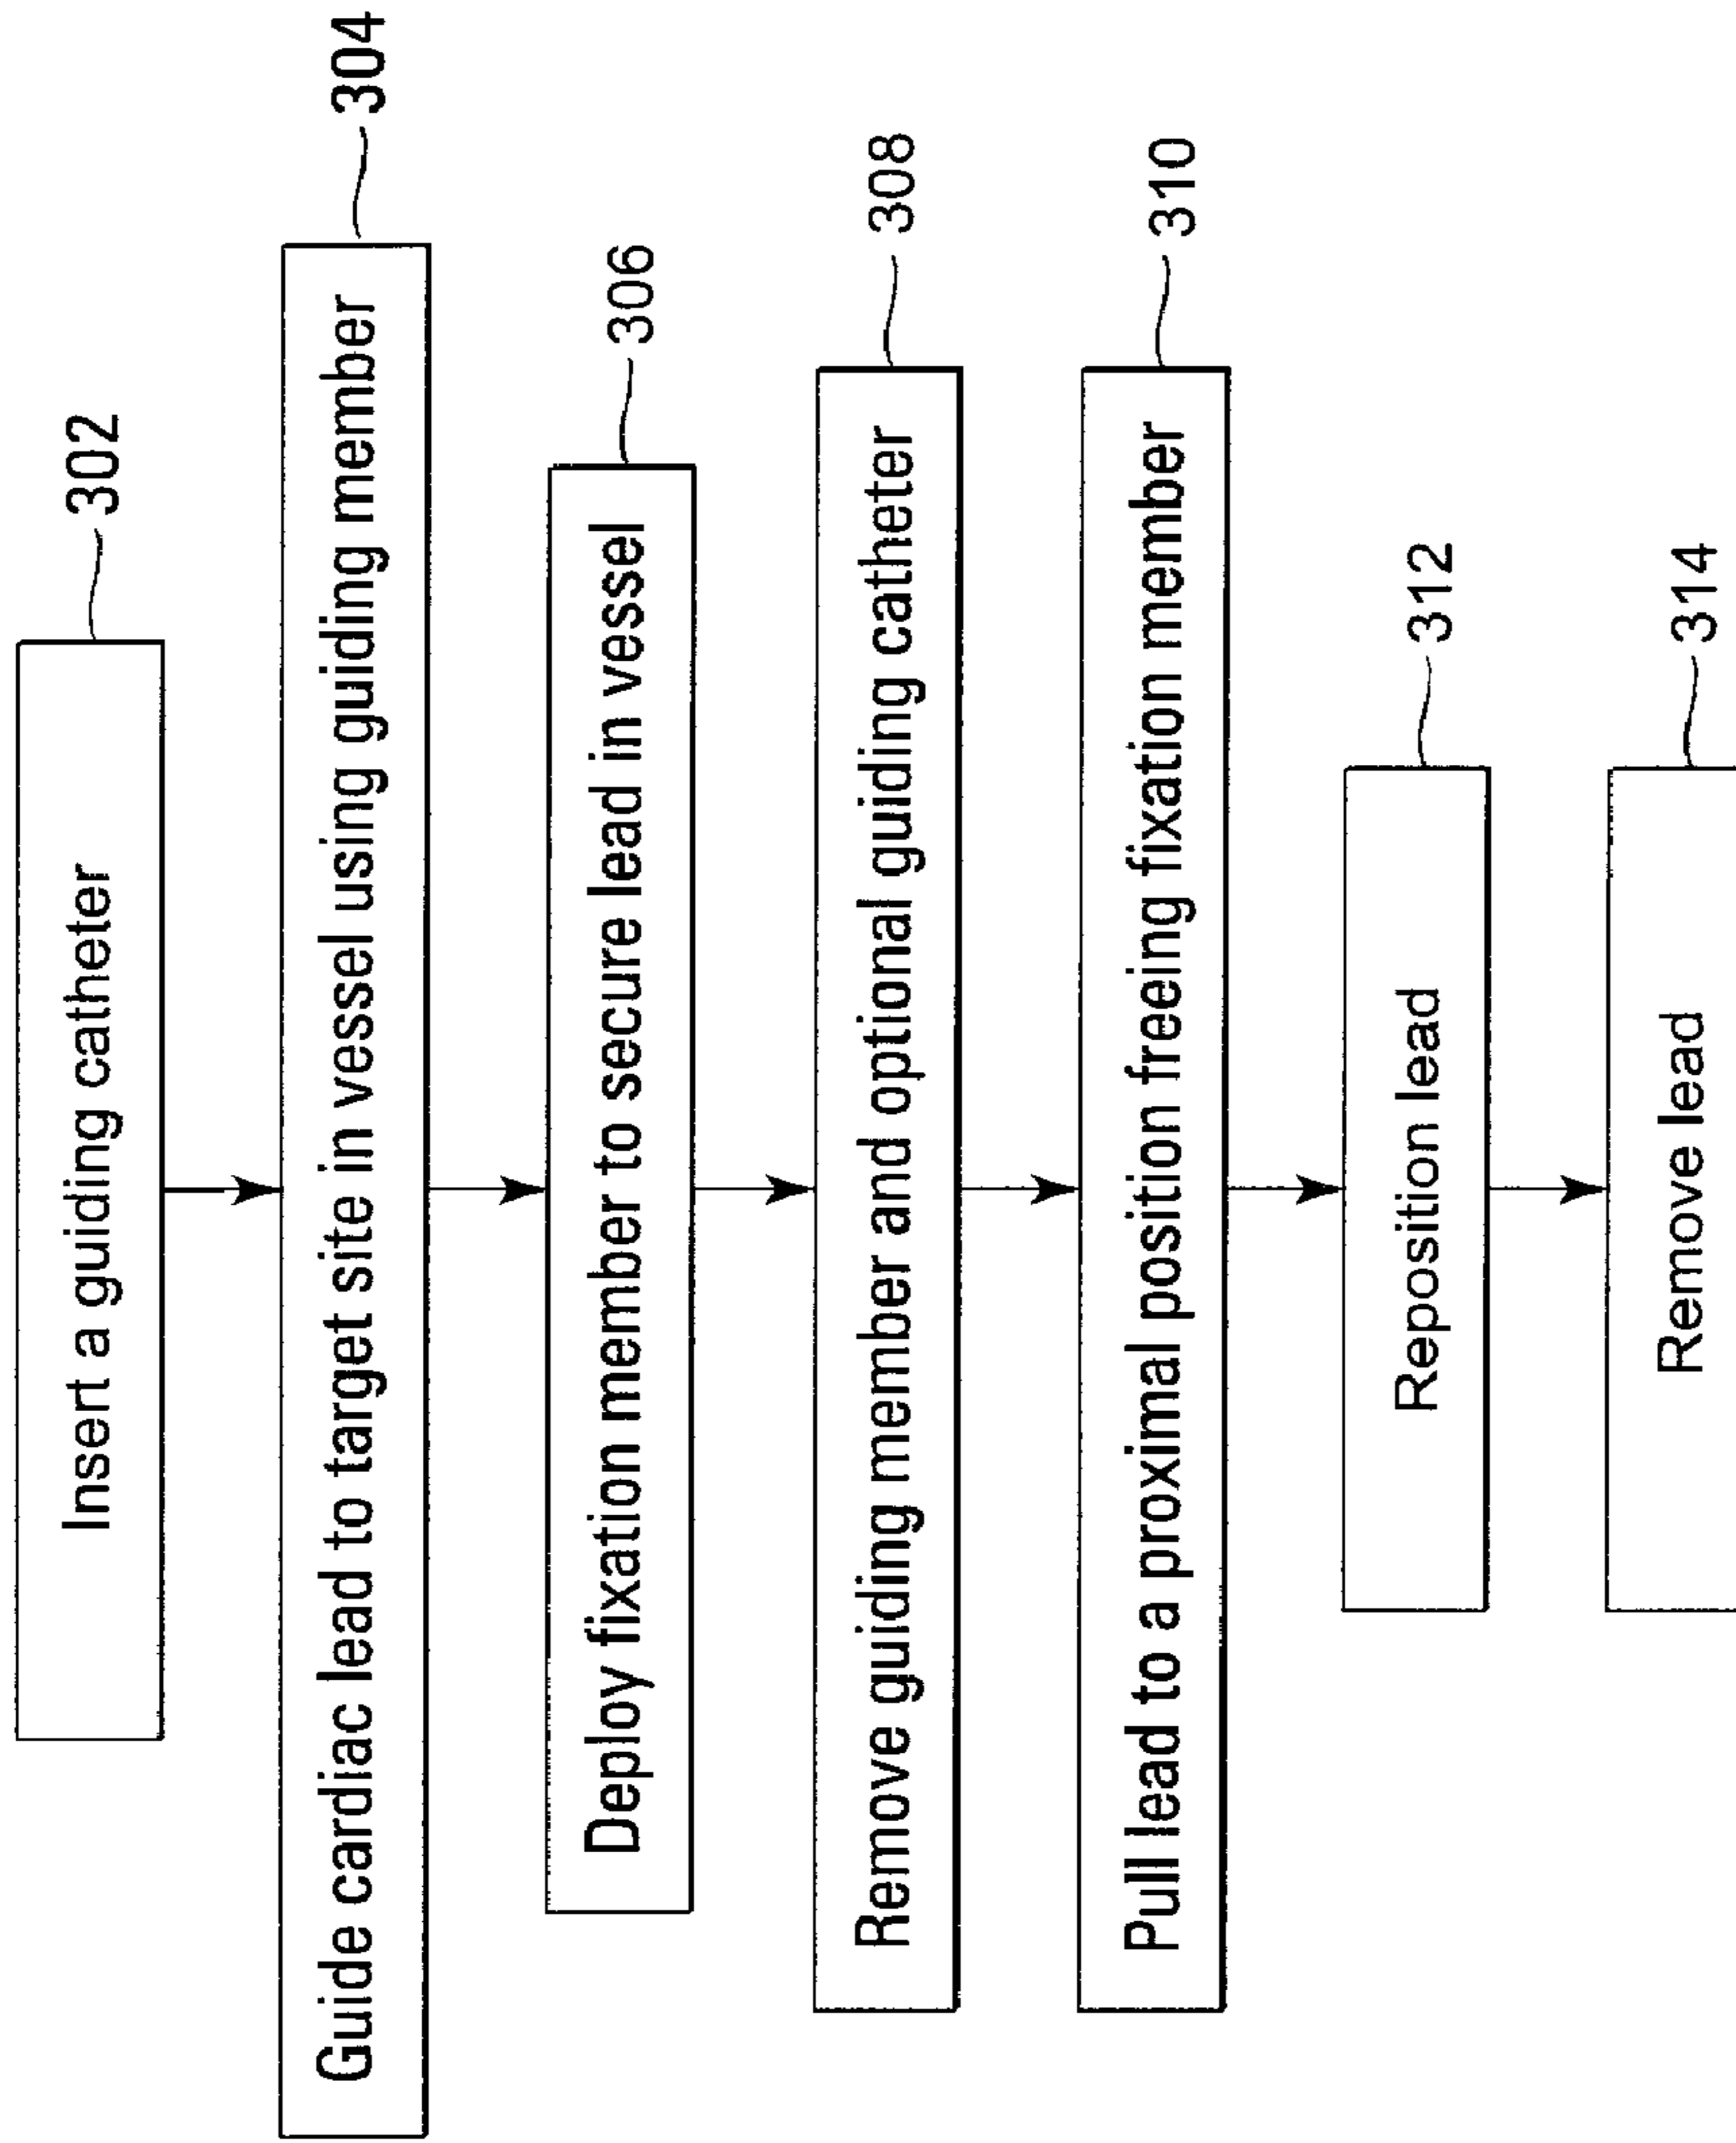 Insert a guiding catheter
302
Guide cardiac lead to target site in vessel using guiding member
304
Deploy fixation member to secure lead in vessel
306
Remove guiding member and optional guiding catheter
308
Pull lead to a proximal position freeing fixation member
310
Reposition lead
312
Remove lead
314